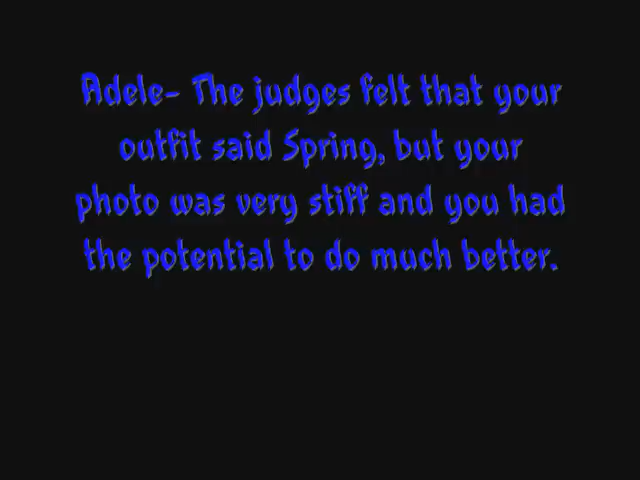 Adele- The judges felt that your
outfit said Spring, but your
photo was very stiff and you had
the potential to do much better.